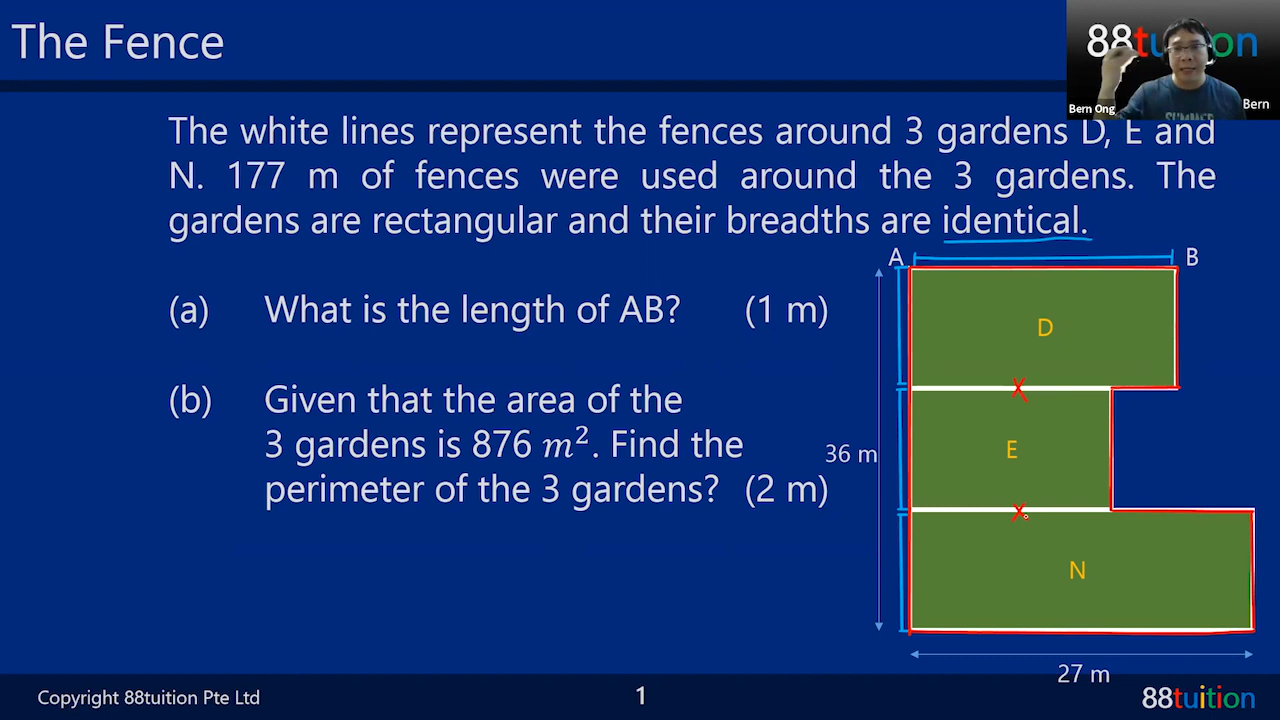 The Fence
88tuition
Bern Ong
Bern
SUMMER
The white lines represent the fences around 3 gardens D, E and
N. 177 m of fences were used around the 3 gardens. The
gardens are rectangular and their breadths are identical.
A
B
(a) What is the length of AB? (1 m)
D
(b) Given that the area of the
3 gardens is 876 m². Find the
perimeter of the 3 gardens? (2 m)
36 m
E
N
27 m
Copyright 88tuition Pte Ltd
1
88tuition